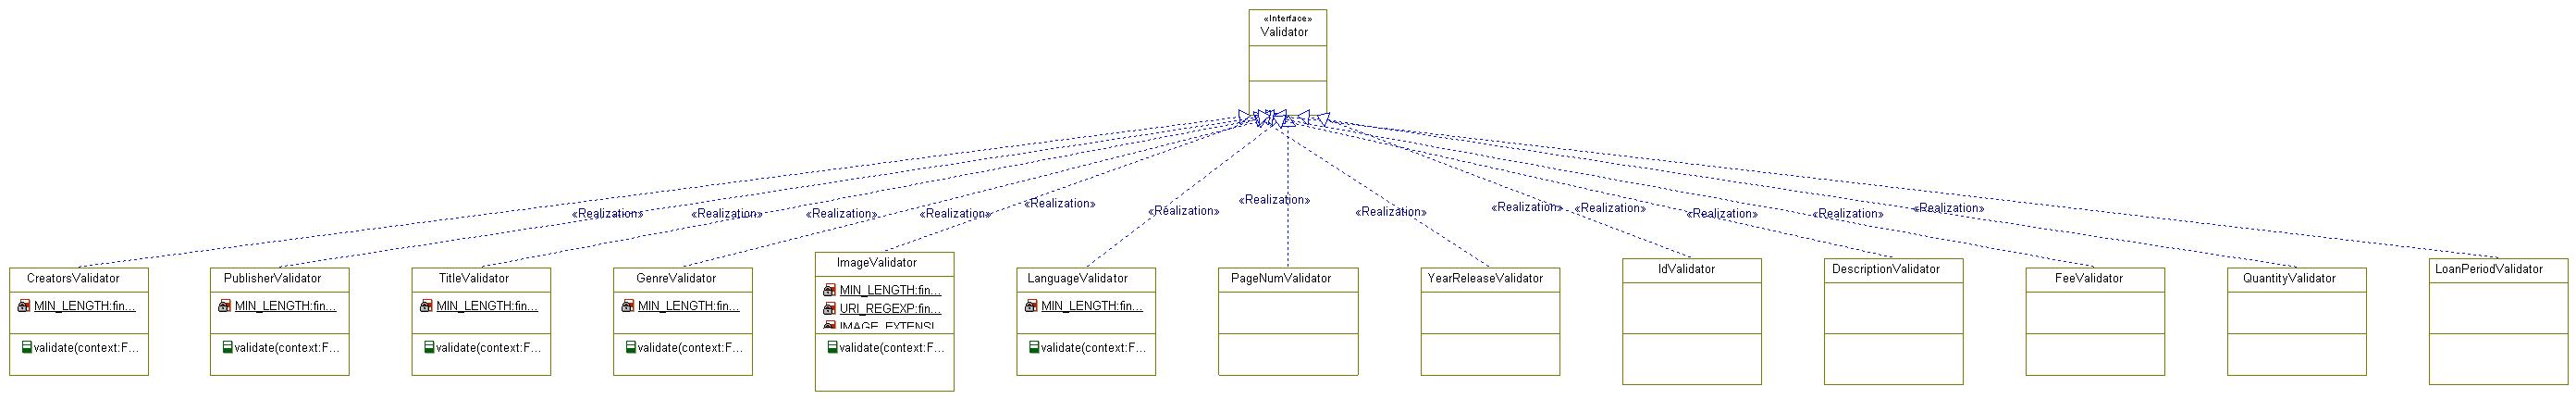 «Interface»
Validator
«Realization»
«Realization»
«Realization»
«Realization»
«Realization»
«Realization»
«Realization»
«Realization»
«Realization»
«Realization»
«Realization»
«Realization»
«Realization»
CreatorsValidator
MIN_LENGTH:fin...
validate(context:F...
PublisherValidator
MIN_LENGTH:fin...
validate(context:F...
TitleValidator
MIN_LENGTH:fin...
validate(context:F...
GenreValidator
MIN_LENGTH:fin...
validate(context:F...
ImageValidator
MIN_LENGTH:fin...
URI_REGEXP:fin...
IMAGE_EXTENSI...
validate(context:F...
LanguageValidator
MIN_LENGTH:fin...
validate(context:F...
PageNumValidator
YearReleaseValidator
IdValidator
DescriptionValidator
FeeValidator
QuantityValidator
LoanPeriodValidator